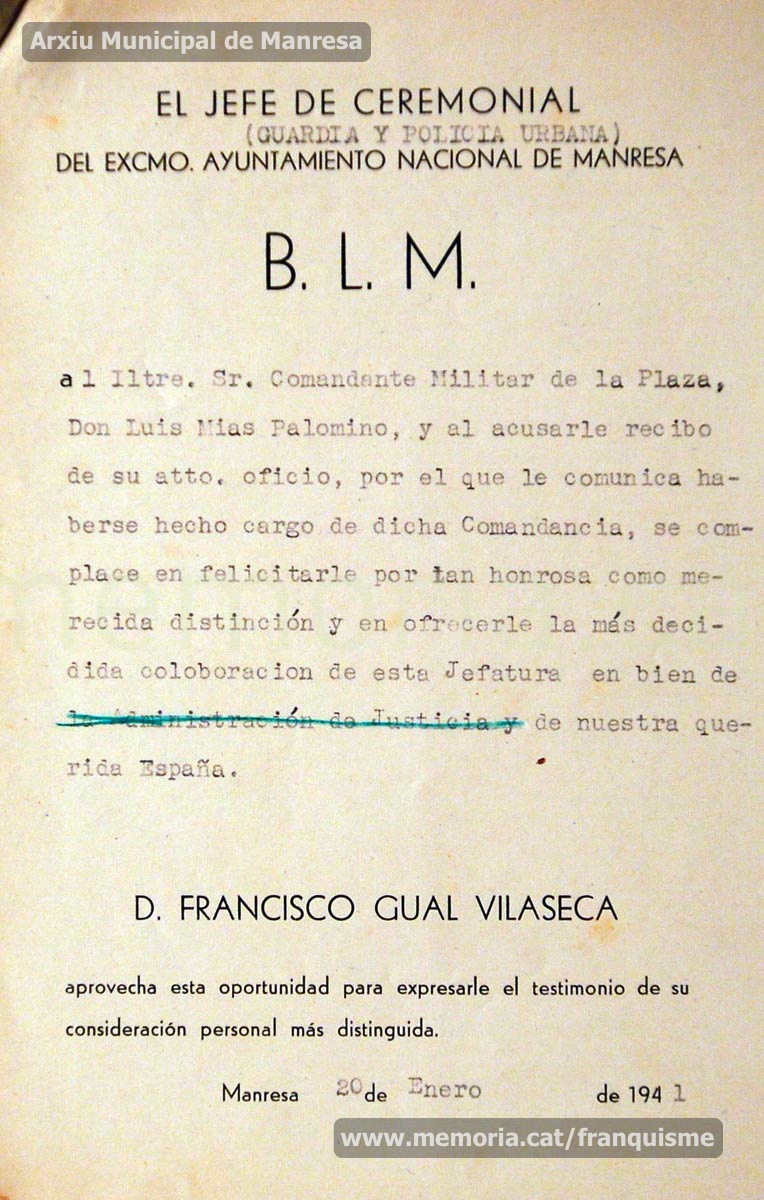 Arxiu Municipal de Manresa
EL JEFE DE CEREMONIAL
(GUARDIA Y POLICIA URBANA)
DEL EXCMO. AYUNTAMIENTO NACIONAL DE MANRESA
B. L. M.
al Iltre. Sr. Comandante Militar de la Plaza,
Don Luis Mias Palomino, y al acusarle recibo
de su atto. oficio, por el que le comunica ha-
berse hecho cargo de dicha Comandancia, se com-
place en felicitarle por tan honrosa como me-
recida distinción y en ofrecerle la más deci-
dida coloboracion de esta Jefatura en bien de
la Administración de Justicia y de nuestra que-
rida España.
D. FRANCISCO GUAL VILASECA
aprovecha esta oportunidad para expresarle el testimonio de su
consideración personal más distinguida.
Manresa 20 de Enero de 1941
www.memoria.cat/franquisme